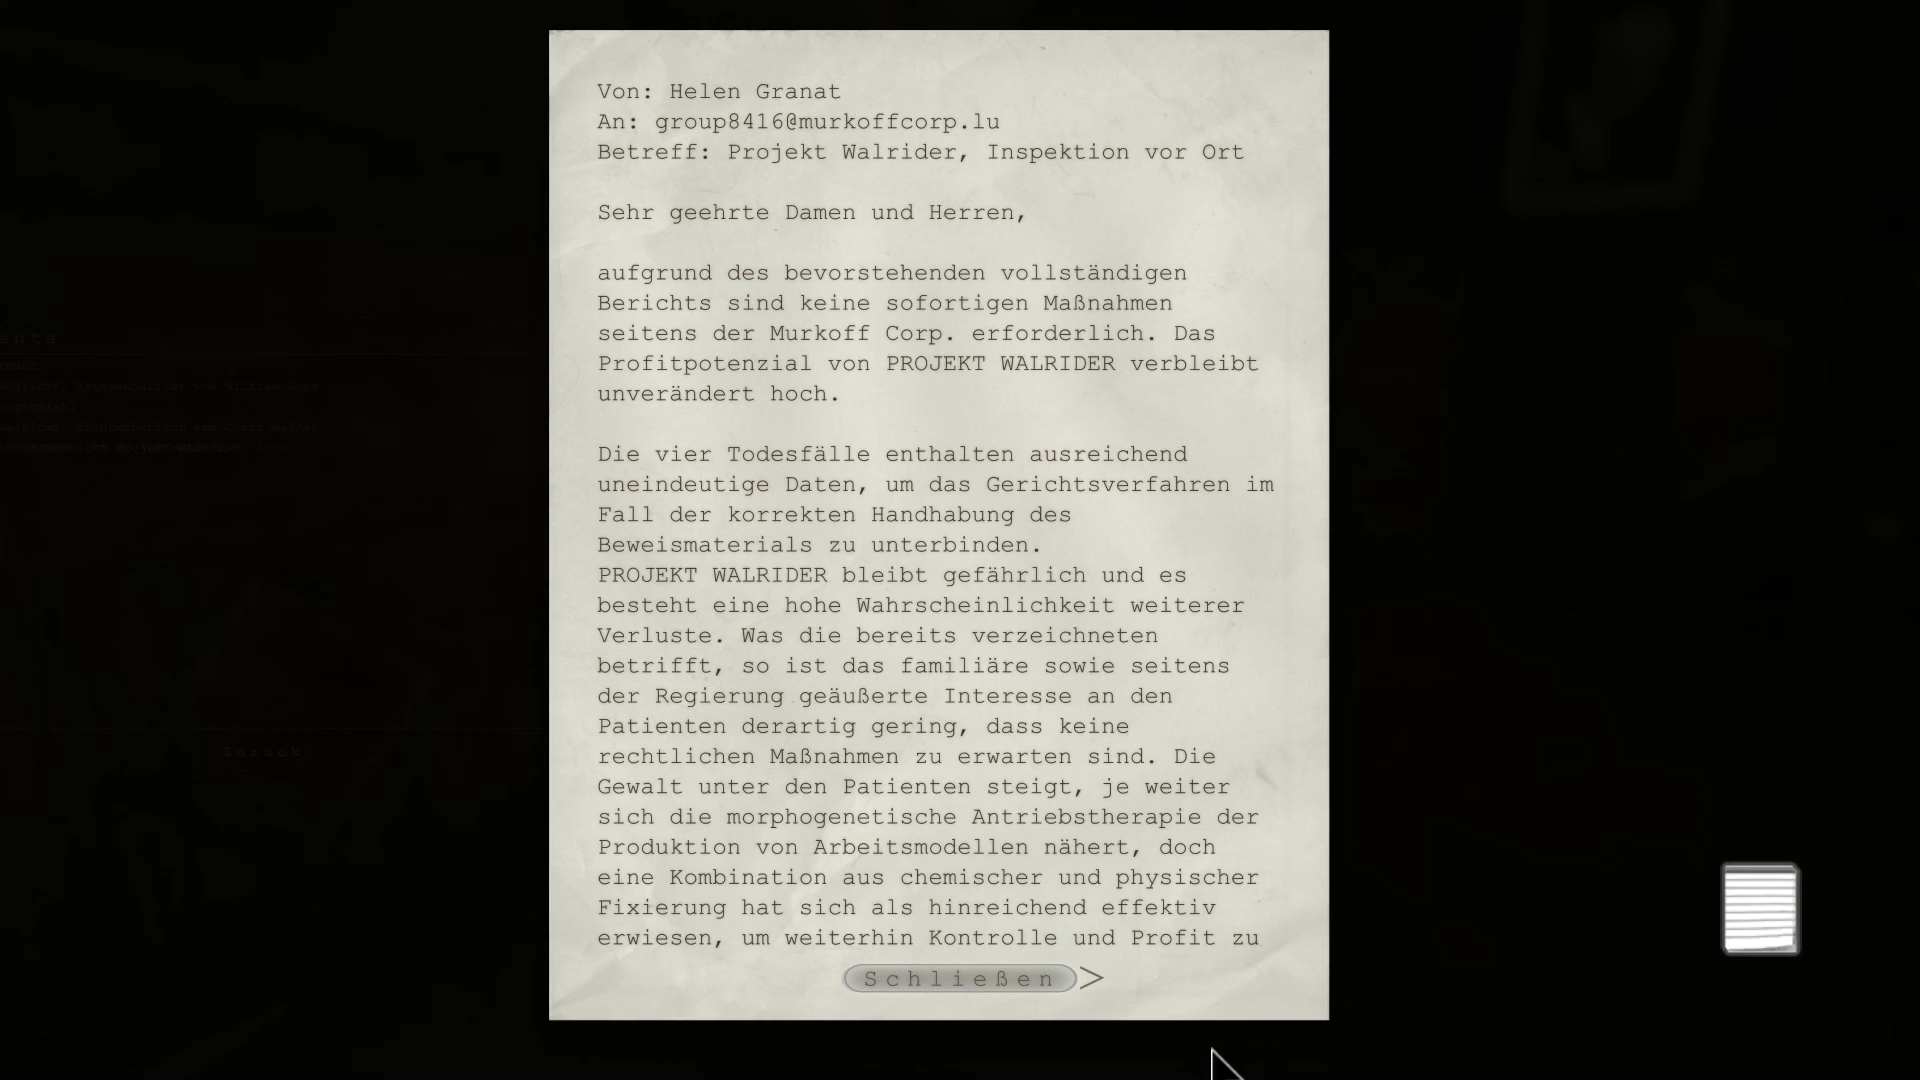 Von: Helen Granat
An: group8416@murkoffcorp.lu
Betreff: Projekt Walrider, Inspektion vor Ort
Sehr geehrte Damen und Herren,
aufgrund des bevorstehenden vollständigen
Berichts sind keine sofortigen Maßnahmen
seitens der Murkoff Corp. erforderlich. Das
Profitpotenzial von PROJEKT WALRIDER verbleibt
unverändert hoch.
Die vier Todesfälle enthalten ausreichend
uneindeutige Daten, um das Gerichtsverfahren im
Fall der korrekten Handhabung des
Beweismaterials zu unterbinden.
PROJEKT WALRIDER bleibt gefährlich und es
besteht eine hohe Wahrscheinlichkeit weiterer
Verluste. Was die bereits verzeichneten
betrifft, so ist das familiäre sowie seitens
der Regierung geäußerte Interesse an den
Patienten derartig gering, dass keine
rechtlichen Maßnahmen zu erwarten sind. Die
Gewalt unter den Patienten steigt, je weiter
sich die morphogenetische Antriebstherapie der
Produktion von Arbeitsmodellen nähert, doch
eine Kombination aus chemischer und physischer
Fixierung hat sich als hinreichend effektiv
erwiesen, um weiterhin Kontrolle und Profit zu
Schließen >
Zurück